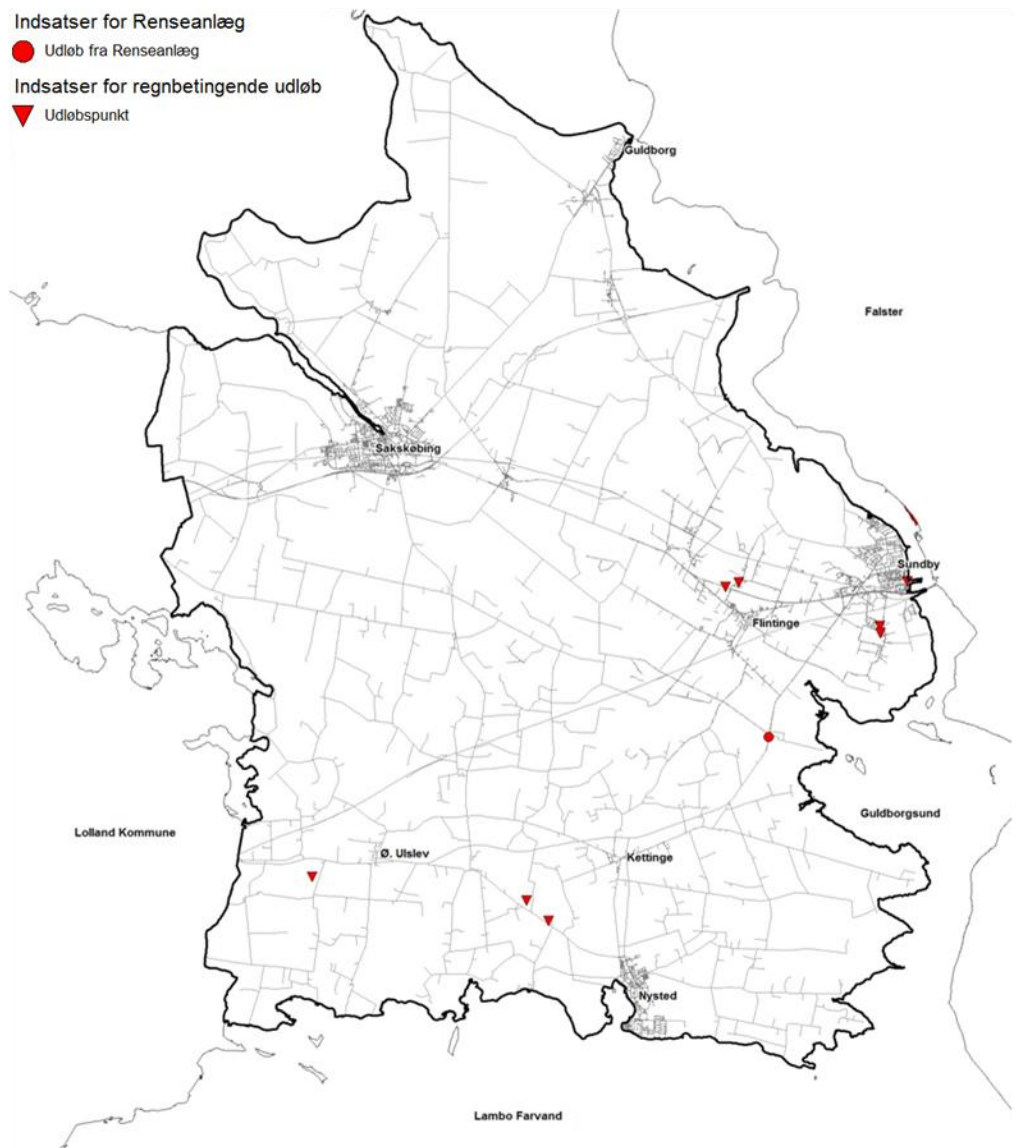 Indsatser for Renseanlæg
Udløb fra Renseanlæg
Indsatser for regnbetingende udløb
Udløbspunkt
Guldborg
Falster
Sakskøbing
Sundby
Flintinge
Guldborgsund
Lolland Kommune
Ø. Ulslev
Kettinge
Nysted
Lambo Farvand